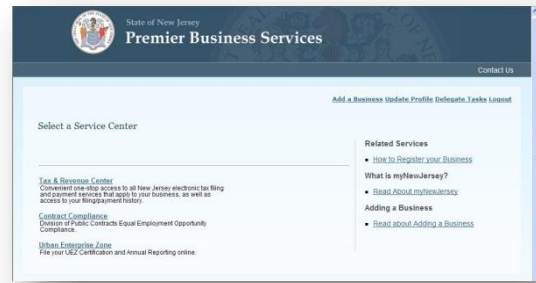 State of New Jersey
Premier Business Services
Contact Us
Add a Business Update Profile Delegate Tasks Logout
Select a Service Center
Related Services
How to Register your Business
What is myNewJersey?
Read About myNewJersey
Adding a Business
Read about Adding a Business
Tax & Revenue Center
Convenient one-stop access to all New Jersey electronic tax filing
and payment services that apply to your business, as well as
access to your filing/payment history.
Contract Compliance
Division of Public Contracts Equal Employment Opportunity
Compliance.
Urban Enterprise Zone
File your UEZ Certification and Annual Reporting online.